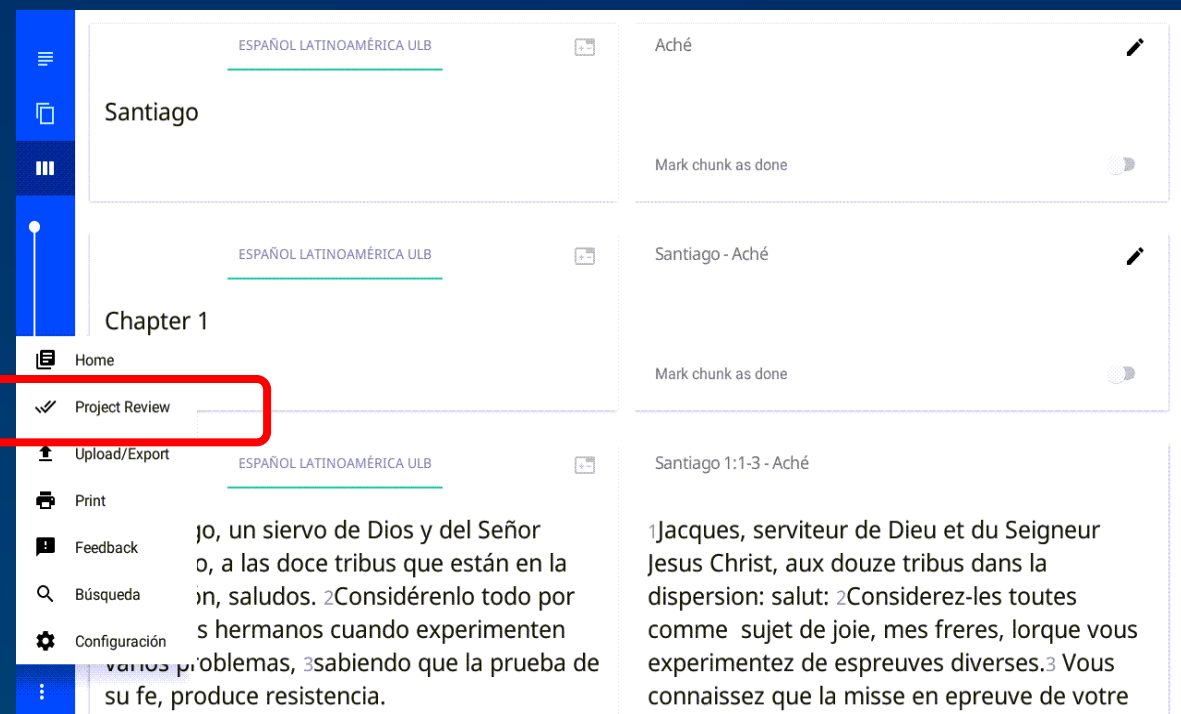 ESPAÑOL LATINOAMÉRICA ULB
Santiago
Aché
Mark chunk as done
ESPAÑOL LATINOAMÉRICA ULB
Chapter 1
Santiago - Aché
Mark chunk as done
Home
Project Review
Upload/Export
Print
Feedback
Búsqueda
Configuración
ESPAÑOL LATINOAMÉRICA ULB
go, un siervo de Dios y del Señor
o, a las doce tribus que están en la
ón, saludos. 2Considérenlo todo por
s hermanos cuando experimenten
varios problemas, 3sabiendo que la prueba de
su fe, produce resistencia.
Santiago 1:1-3 - Aché
1Jacques, serviteur de Dieu et du Seigneur
Jesus Christ, aux douze tribus dans la
dispersion: salut: 2Considerez-les toutes
comme  sujet de joie, mes freres, lorque vous
experimentez de espreuves diverses.3 Vous
connaissez que la misse en epreuve de votre